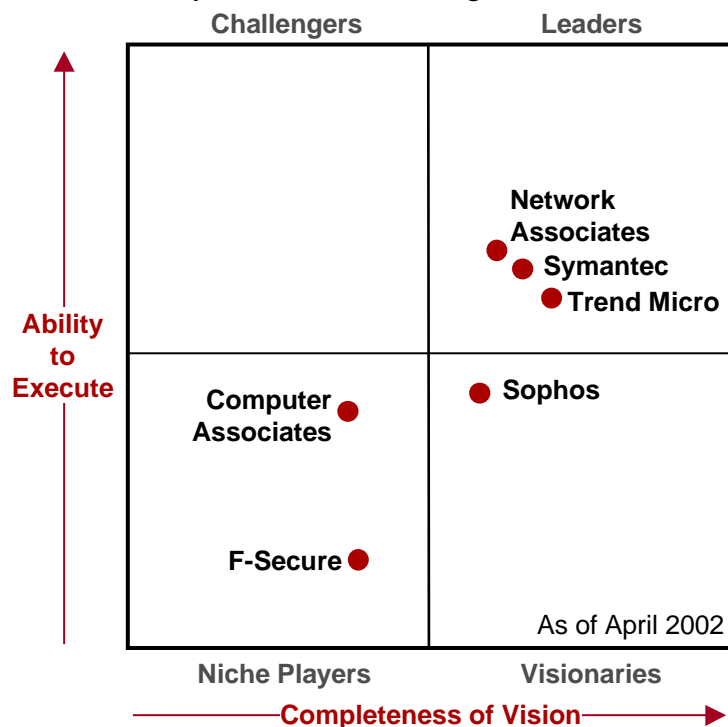 Challengers
Leaders
Network
Associates
Symantec
Trend Micro
Ability
to
Execute
Computer
Associates
Sophos
F-Secure
As of April 2002
Niche Players
Visionaries
Completeness of Vision